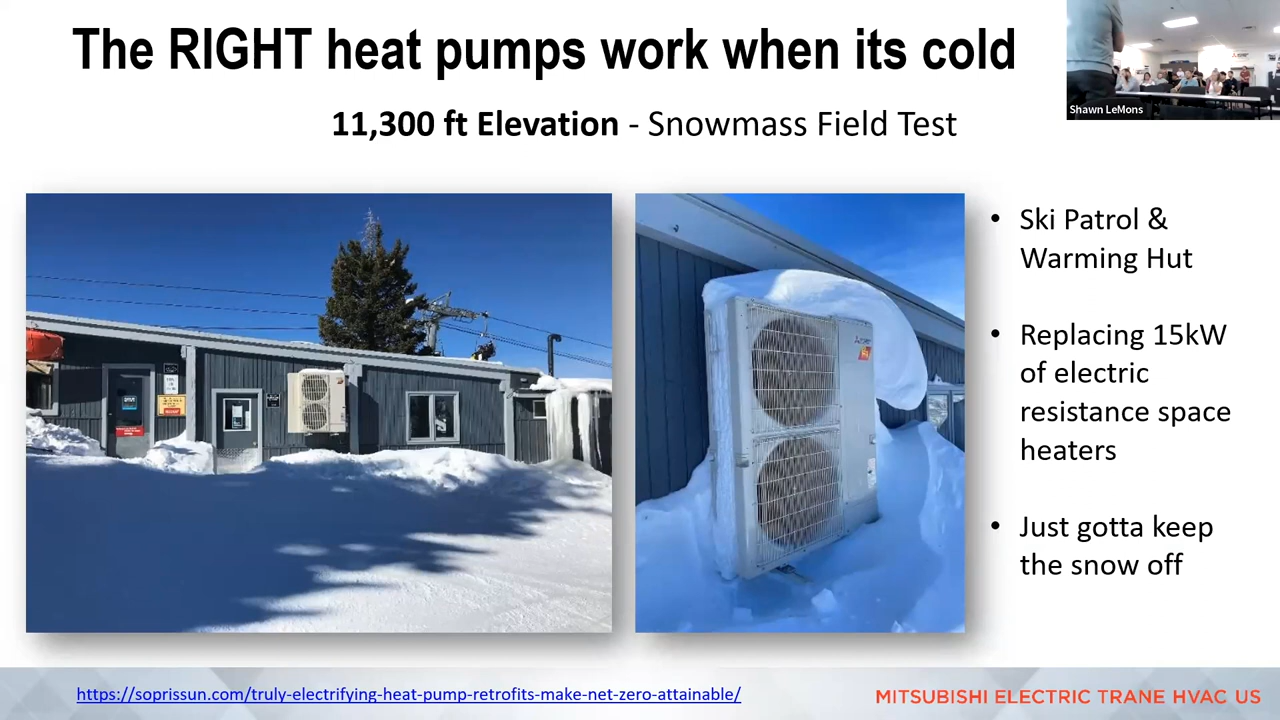 The RIGHT heat pumps work when its cold
11,300 ft Elevation - Snowmass Field Test
Shawn LeMons
• Ski Patrol &
Warming Hut
• Replacing 15kW
of electric
resistance space
heaters
• Just gotta keep
the snow off
https://soprissun.com/truly-electrifying-heat-pump-retrofits-make-net-zero-attainable/
MITSUBISHI ELECTRIC TRANE HVAC US